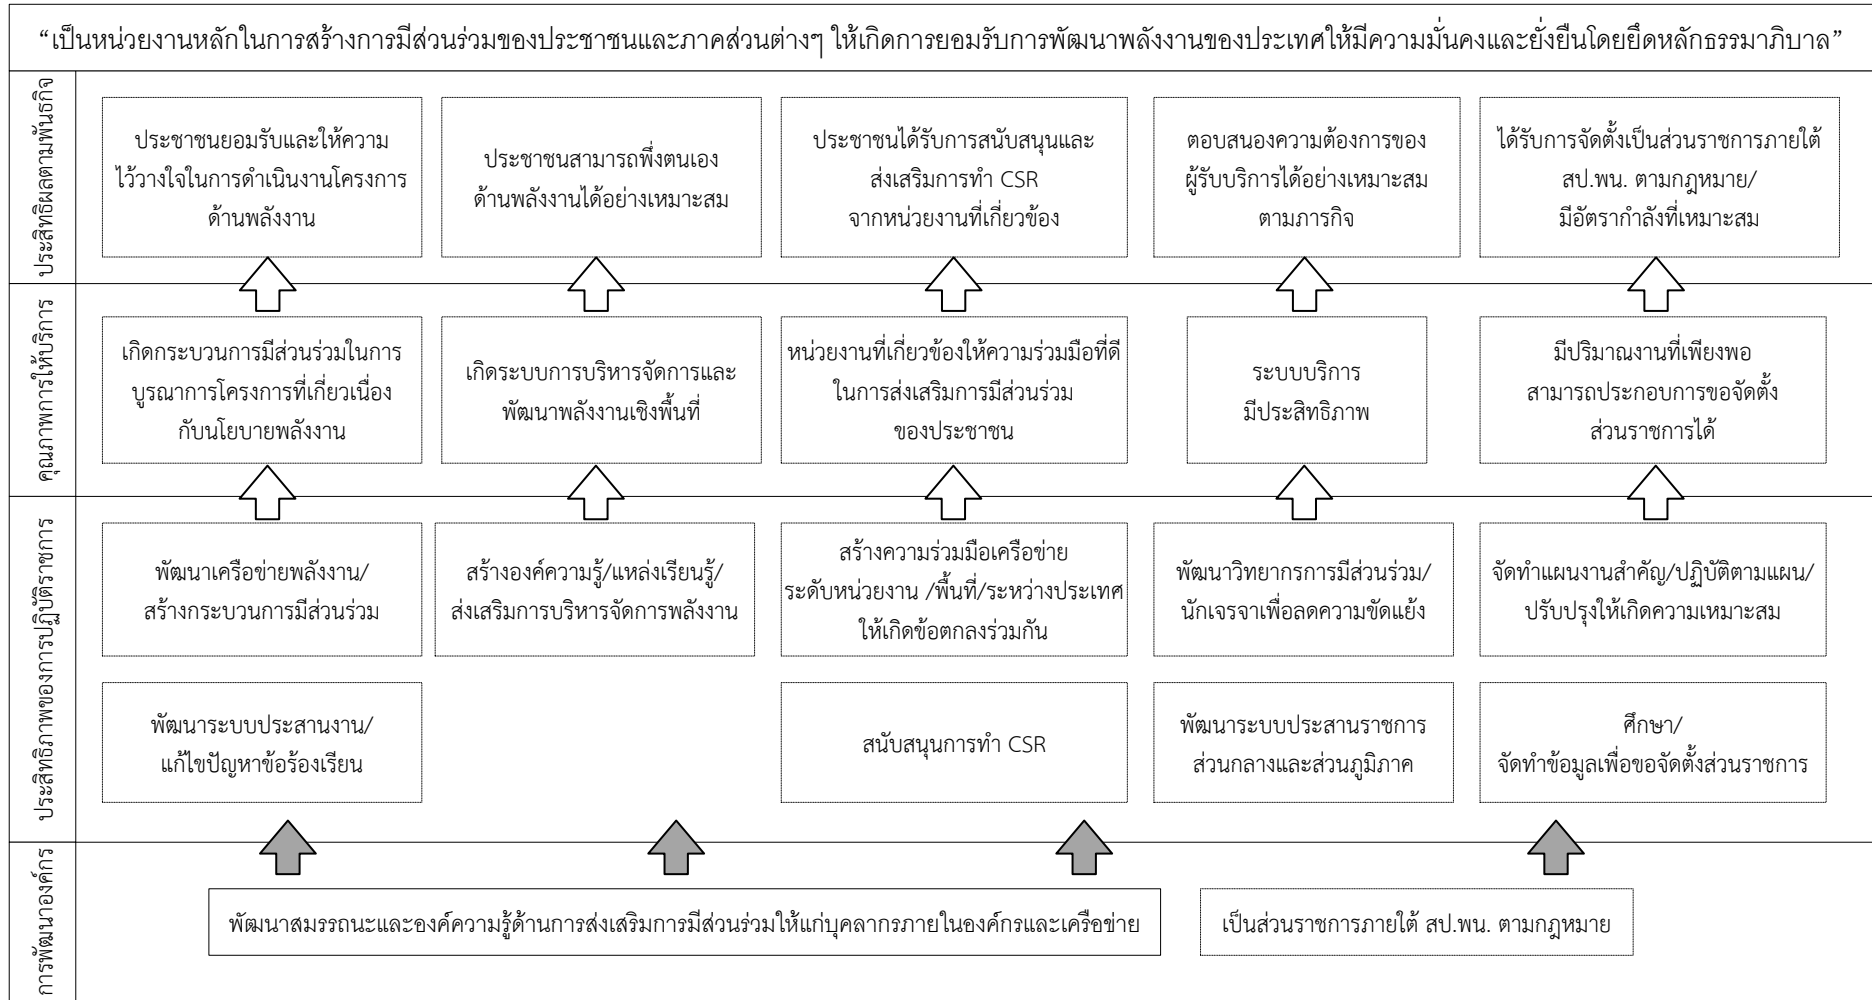 “เป็นหน่วยงานหลักในการสร้างการมีส่วนร่วมของประชาชนและภาคส่วนต่างๆ ให้เกิดการยอมรับการพัฒนาพลังงานของประเทศให้มีความมั่นคงและยั่งยืนโดยยึดหลักธรรมาภิบาล”
ประสิทธิผลตามพันธกิจ
ประชาชนยอมรับและให้ความ
ไว้วางใจในการดำเนินงานโครงการ
ด้านพลังงาน
ประชาชนสามารถพึ่งตนเอง
ด้านพลังงานได้อย่างเหมาะสม
ประชาชนได้รับการสนับสนุนและ
ส่งเสริมการทำ CSR
จากหน่วยงานที่เกี่ยวข้อง
ตอบสนองความต้องการของ
ผู้รับบริการได้อย่างเหมาะสม
ตามภารกิจ
ได้รับการจัดตั้งเป็นส่วนราชการภายใต้
สป.พน. ตามกฎหมาย/
มีอัตรากำลังที่เหมาะสม
คุณภาพการให้บริการ
เกิดกระบวนการมีส่วนร่วมในการ
บูรณาการโครงการที่เกี่ยวเนื่อง
กับนโยบายพลังงาน
เกิดระบบการบริหารจัดการและ
พัฒนาพลังงานเชิงพื้นที่
หน่วยงานที่เกี่ยวข้องให้ความร่วมมือที่ดี
ในการส่งเสริมการมีส่วนร่วม
ของประชาชน
ระบบบริการ
มีประสิทธิภาพ
มีปริมาณงานที่เพียงพอ
สามารถประกอบการขอจัดตั้ง
ส่วนราชการได้
ประสิทธิภาพของการปฏิบัติราชการ
พัฒนาเครือข่ายพลังงาน/
สร้างกระบวนการมีส่วนร่วม
สร้างองค์ความรู้/แหล่งเรียนรู้/
ส่งเสริมการบริหารจัดการพลังงาน
สร้างความร่วมมือเครือข่าย
ระดับหน่วยงาน /พื้นที่/ระหว่างประเทศ
ให้เกิดข้อตกลงร่วมกัน
พัฒนาวิทยากรการมีส่วนร่วม/
นักเจรจาเพื่อลดความขัดแย้ง
จัดทำแผนงานสำคัญ/ปฏิบัติตามแผน/
ปรับปรุงให้เกิดความเหมาะสม
พัฒนาระบบประสานงาน/
แก้ไขปัญหาข้อร้องเรียน
สนับสนุนการทำ CSR
พัฒนาระบบประสานราชการ
ส่วนกลางและส่วนภูมิภาค
ศึกษา/
จัดทำข้อมูลเพื่อขอจัดตั้งส่วนราชการ
การพัฒนาองค์กร
พัฒนาสมรรถนะและองค์ความรู้ด้านการส่งเสริมการมีส่วนร่วมให้แก่บุคลากรภายในองค์กรและเครือข่าย
เป็นส่วนราชการภายใต้ สป.พน. ตามกฎหมาย